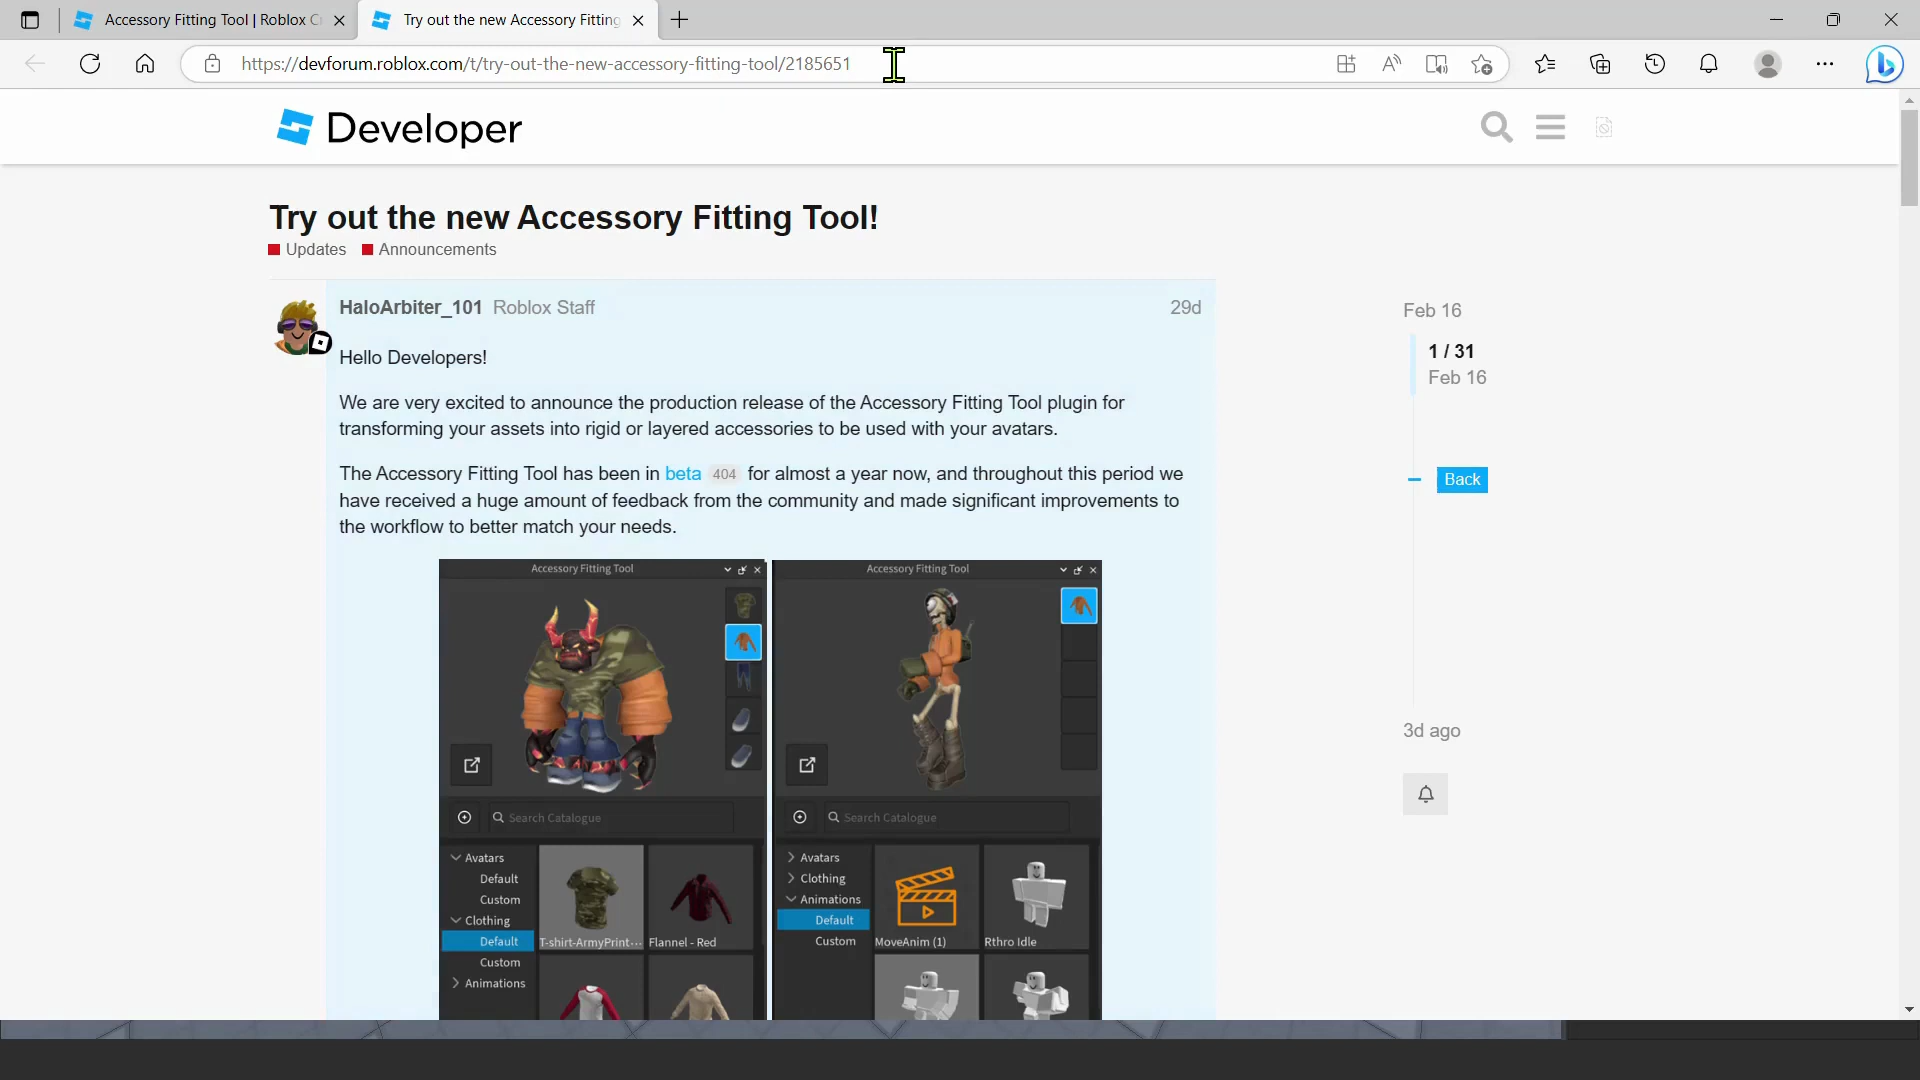 Accessory Fitting Tool | Roblox C
Try out the new Accessory Fitting
https://devforum.roblox.com/t/try-out-the-new-accessory-fitting-tool/2185651
Developer
Try out the new Accessory Fitting Tool!
Updates Announcements
HaloArbiter_101 Roblox Staff 29d
Hello Developers!
We are very excited to announce the production release of the Accessory Fitting Tool plugin for
transforming your assets into rigid or layered accessories to be used with your avatars.
The Accessory Fitting Tool has been in beta 404 for almost a year now, and throughout this period we
have received a huge amount of feedback from the community and made significant improvements to
the workflow to better match your needs.
Accessory Fitting Tool
Search Catalogue
Avatars
Default
Custom
Clothing
Default
Custom
Animations
T-shirt-ArmyPrint...
Flannel - Red
Accessory Fitting Tool
Search Catalogue
Avatars
Clothing
Animations
Default
Custom
MoveAnim (1)
Rthro Idle
Feb 16
1 / 31
Feb 16
Back
3d ago